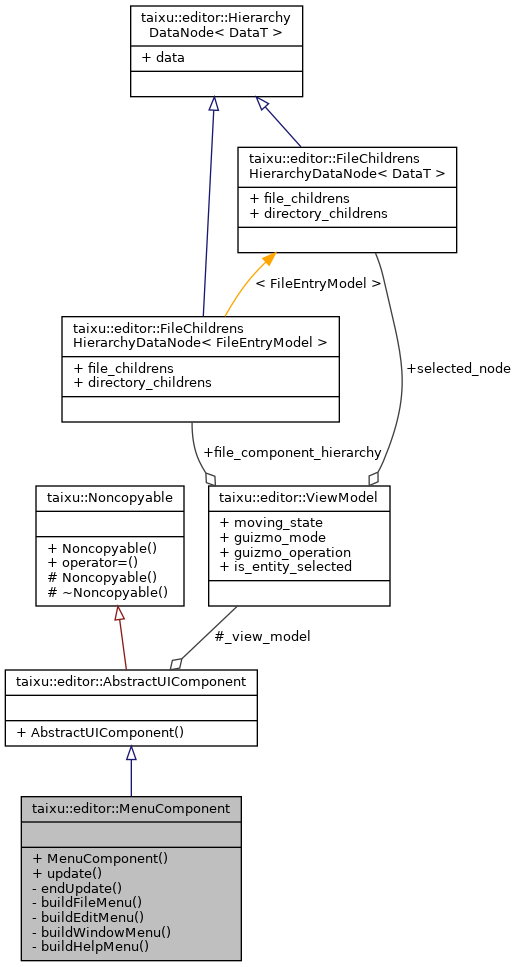 taixu::editor::Hierarchy
DataNode< DataT >
+ data
taixu::editor::FileChildrens
HierarchyDataNode< DataT >
+ file_childrens
+ directory_childrens
< FileEntryModel >
taixu::editor::FileChildrens
HierarchyDataNode< FileEntryModel >
+ file_childrens
+ directory_childrens
+selected_node
+file_component_hierarchy
taixu::Noncopyable
+ Noncopyable()
+ operator=()
# Noncopyable()
# ~Noncopyable()
taixu::editor::ViewModel
+ moving_state
+ guizmo_mode
+ guizmo_operation
+ is_entity_selected
#_view_model
taixu::editor::AbstractUIComponent
+ AbstractUIComponent()
taixu::editor::MenuComponent
+ MenuComponent()
+ update()
- endUpdate()
- buildFileMenu()
- buildEditMenu()
- buildWindowMenu()
- buildHelpMenu()